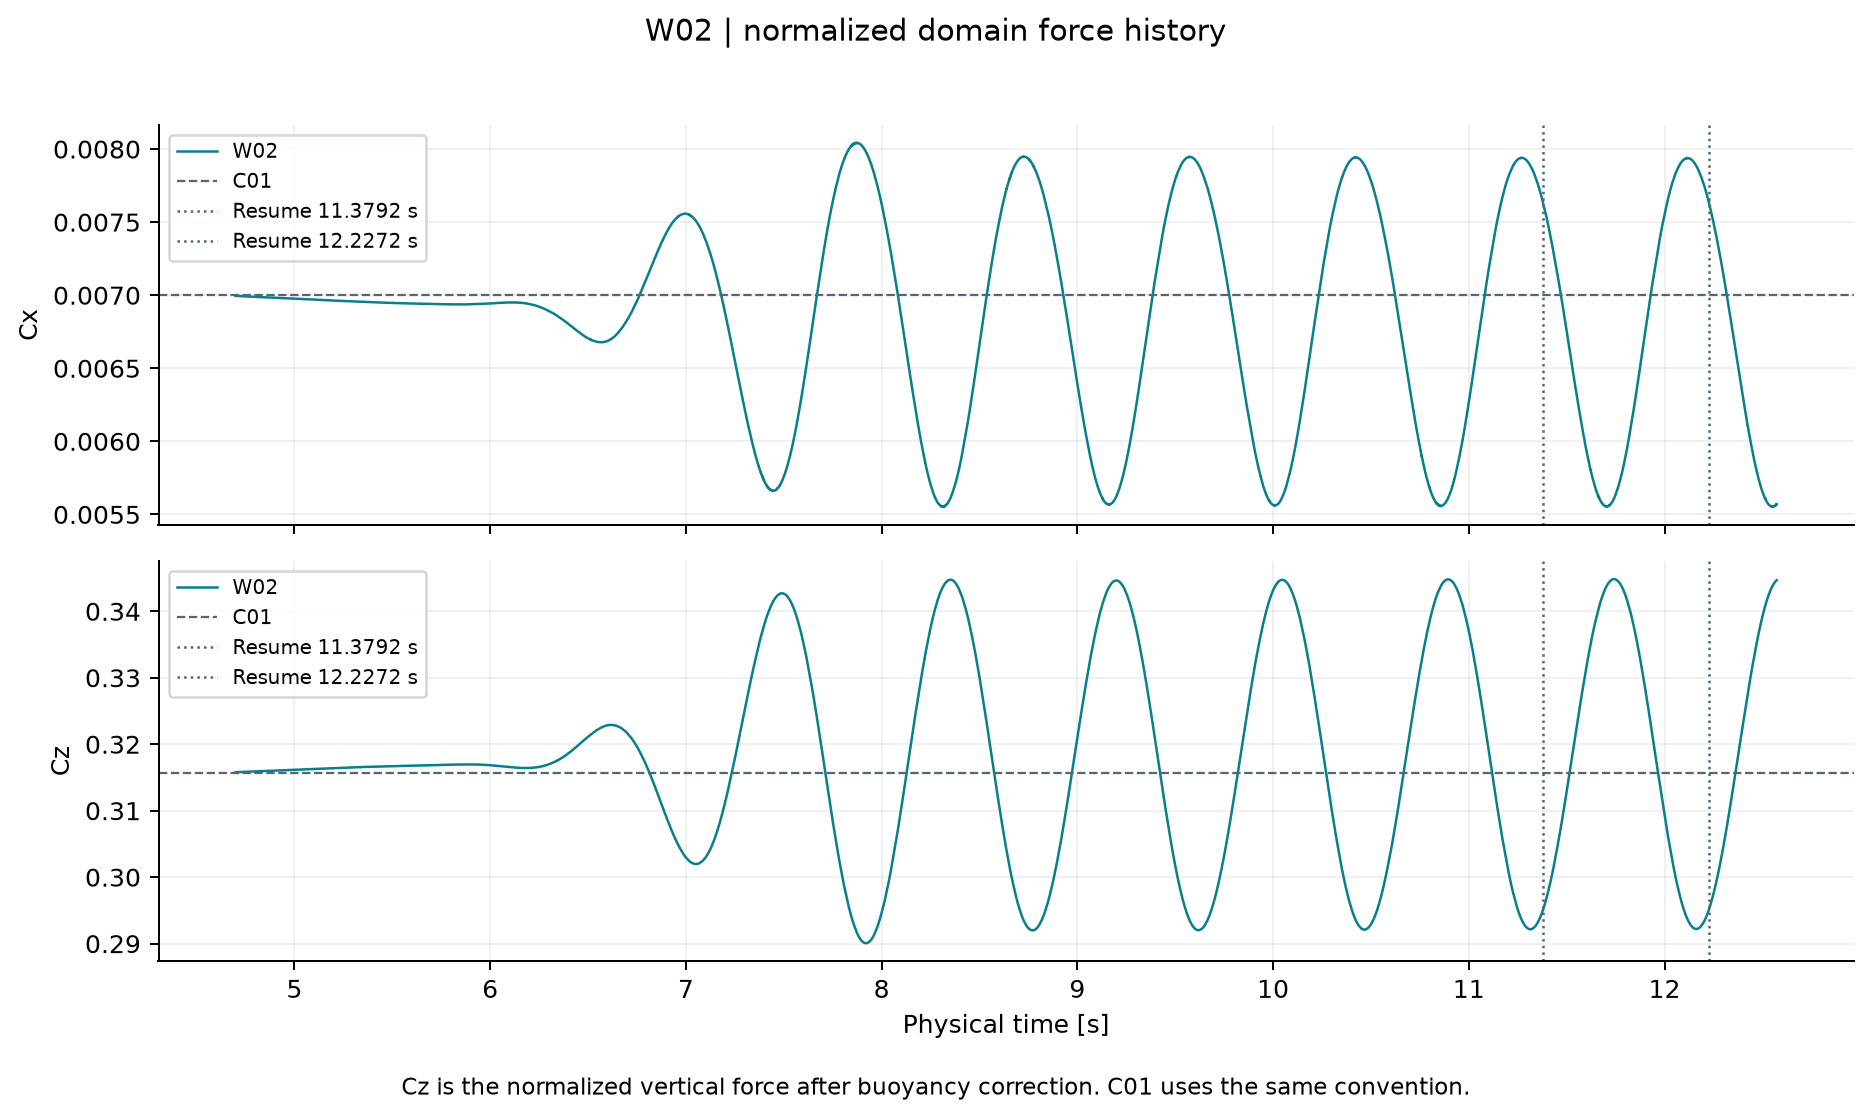 W02 | normalized domain force history
W02
C01
Resume 11.3792 s
Resume 12.2272 s
0.0080
0.0075
0.0070
0.0065
0.0060
0.0055
Cx
W02
C01
Resume 11.3792 s
Resume 12.2272 s
0.34
0.33
0.32
0.31
0.30
0.29
Cz
5 6 7 8 9 10 11 12
Physical time [s]
Cz is the normalized vertical force after buoyancy correction. C01 uses the same convention.